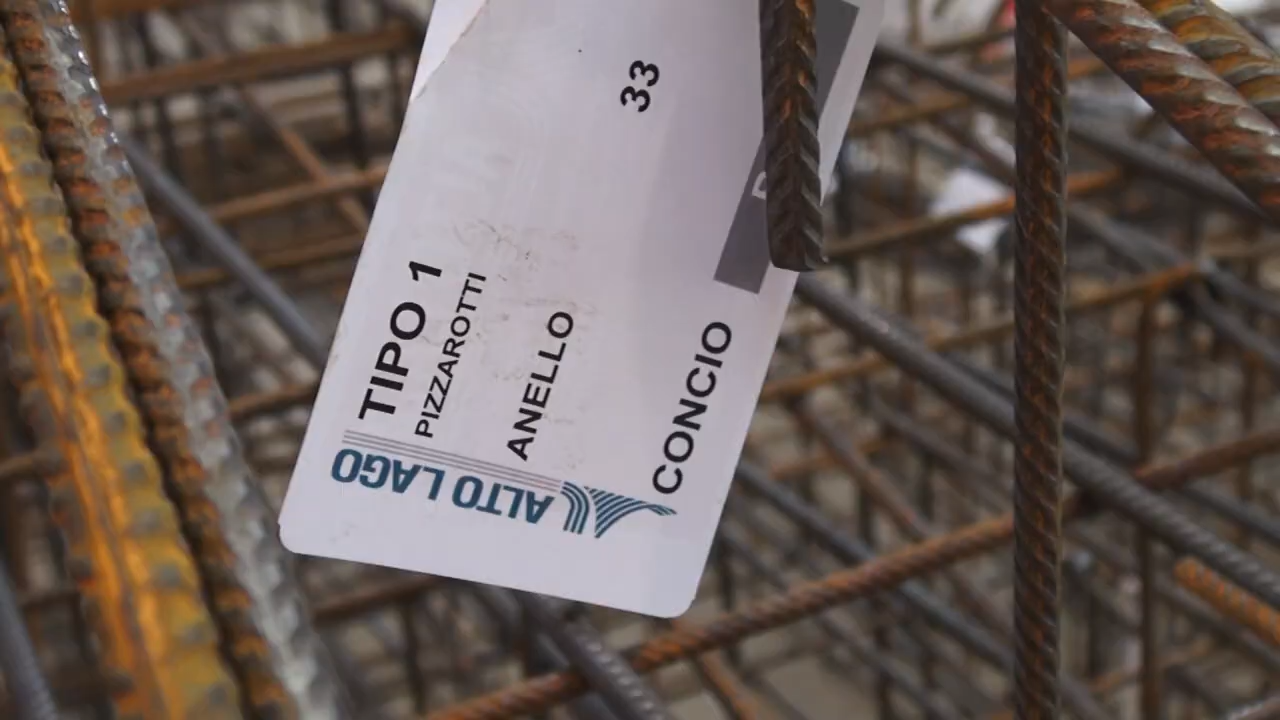 ALTO LAGO
TIPO 1
PIZZAROTTI
ANELLO
33
CONCIO